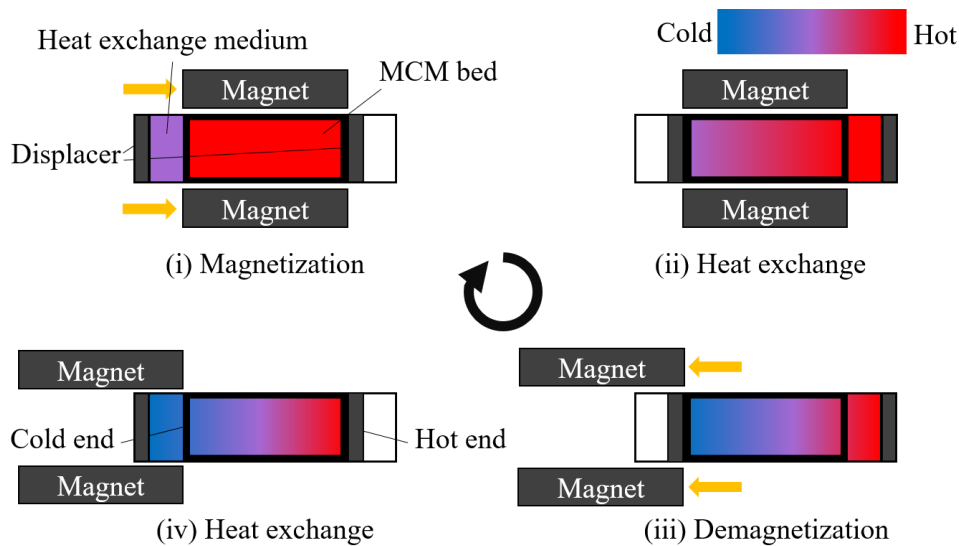 Heat exchange medium
Cold
Hot
Magnet
MCM bed
Displacer
Magnet
(i) Magnetization
Magnet
Magnet
(ii) Heat exchange
Magnet
Cold end
Hot end
Magnet
(iv) Heat exchange
Magnet
Magnet
(iii) Demagnetization